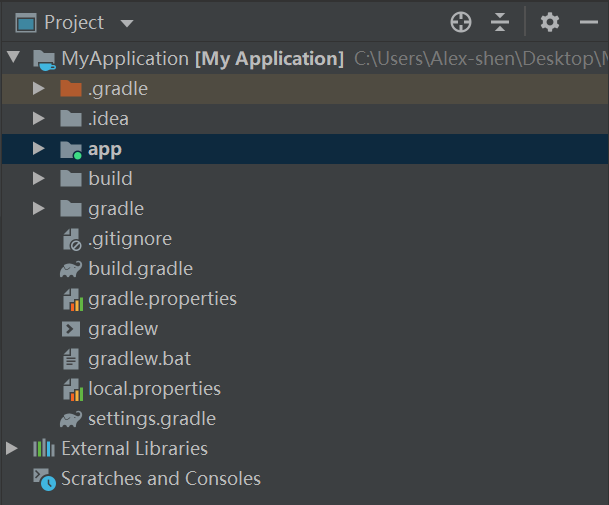 Project
MyApplication [My Application] C:\Users\Alex-shen\Desktop\M
.gradle
.idea
app
build
gradle
.gitignore
build.gradle
gradle.properties
gradlew
gradlew.bat
local.properties
settings.gradle
External Libraries
Scratches and Consoles